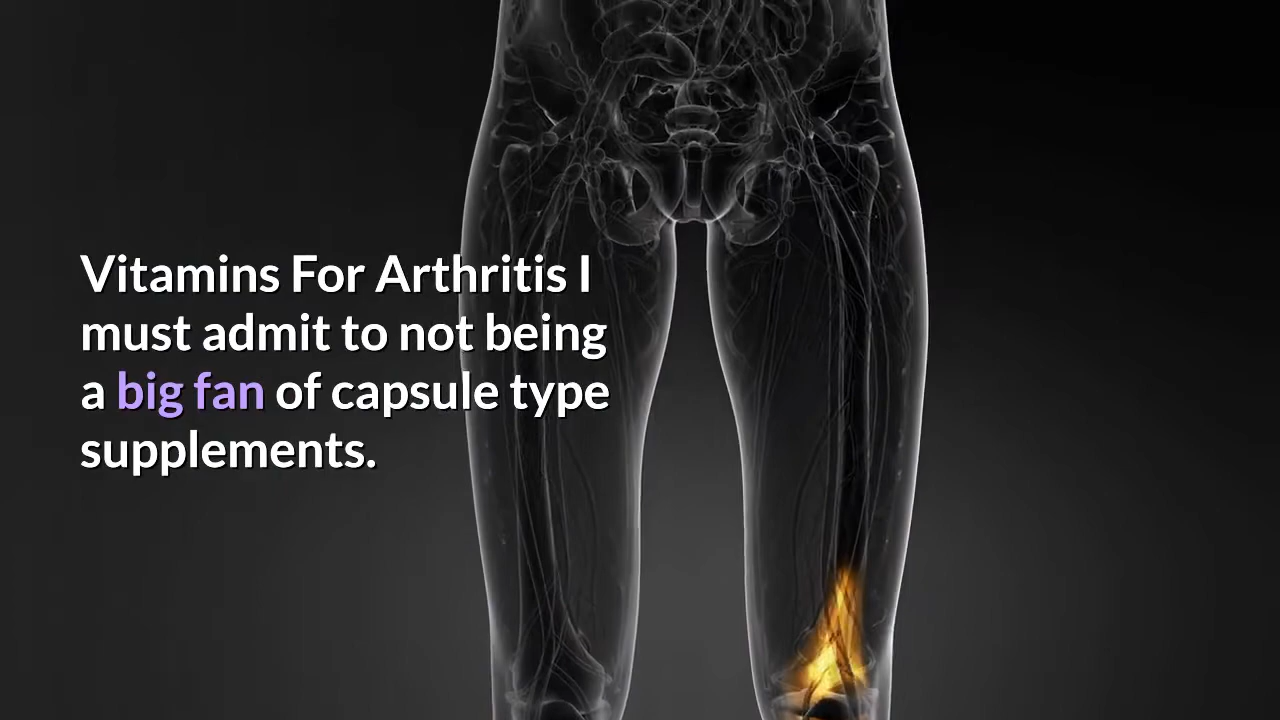 Vitamins For Arthritis I
must admit to not being
a big fan of capsule type
supplements.